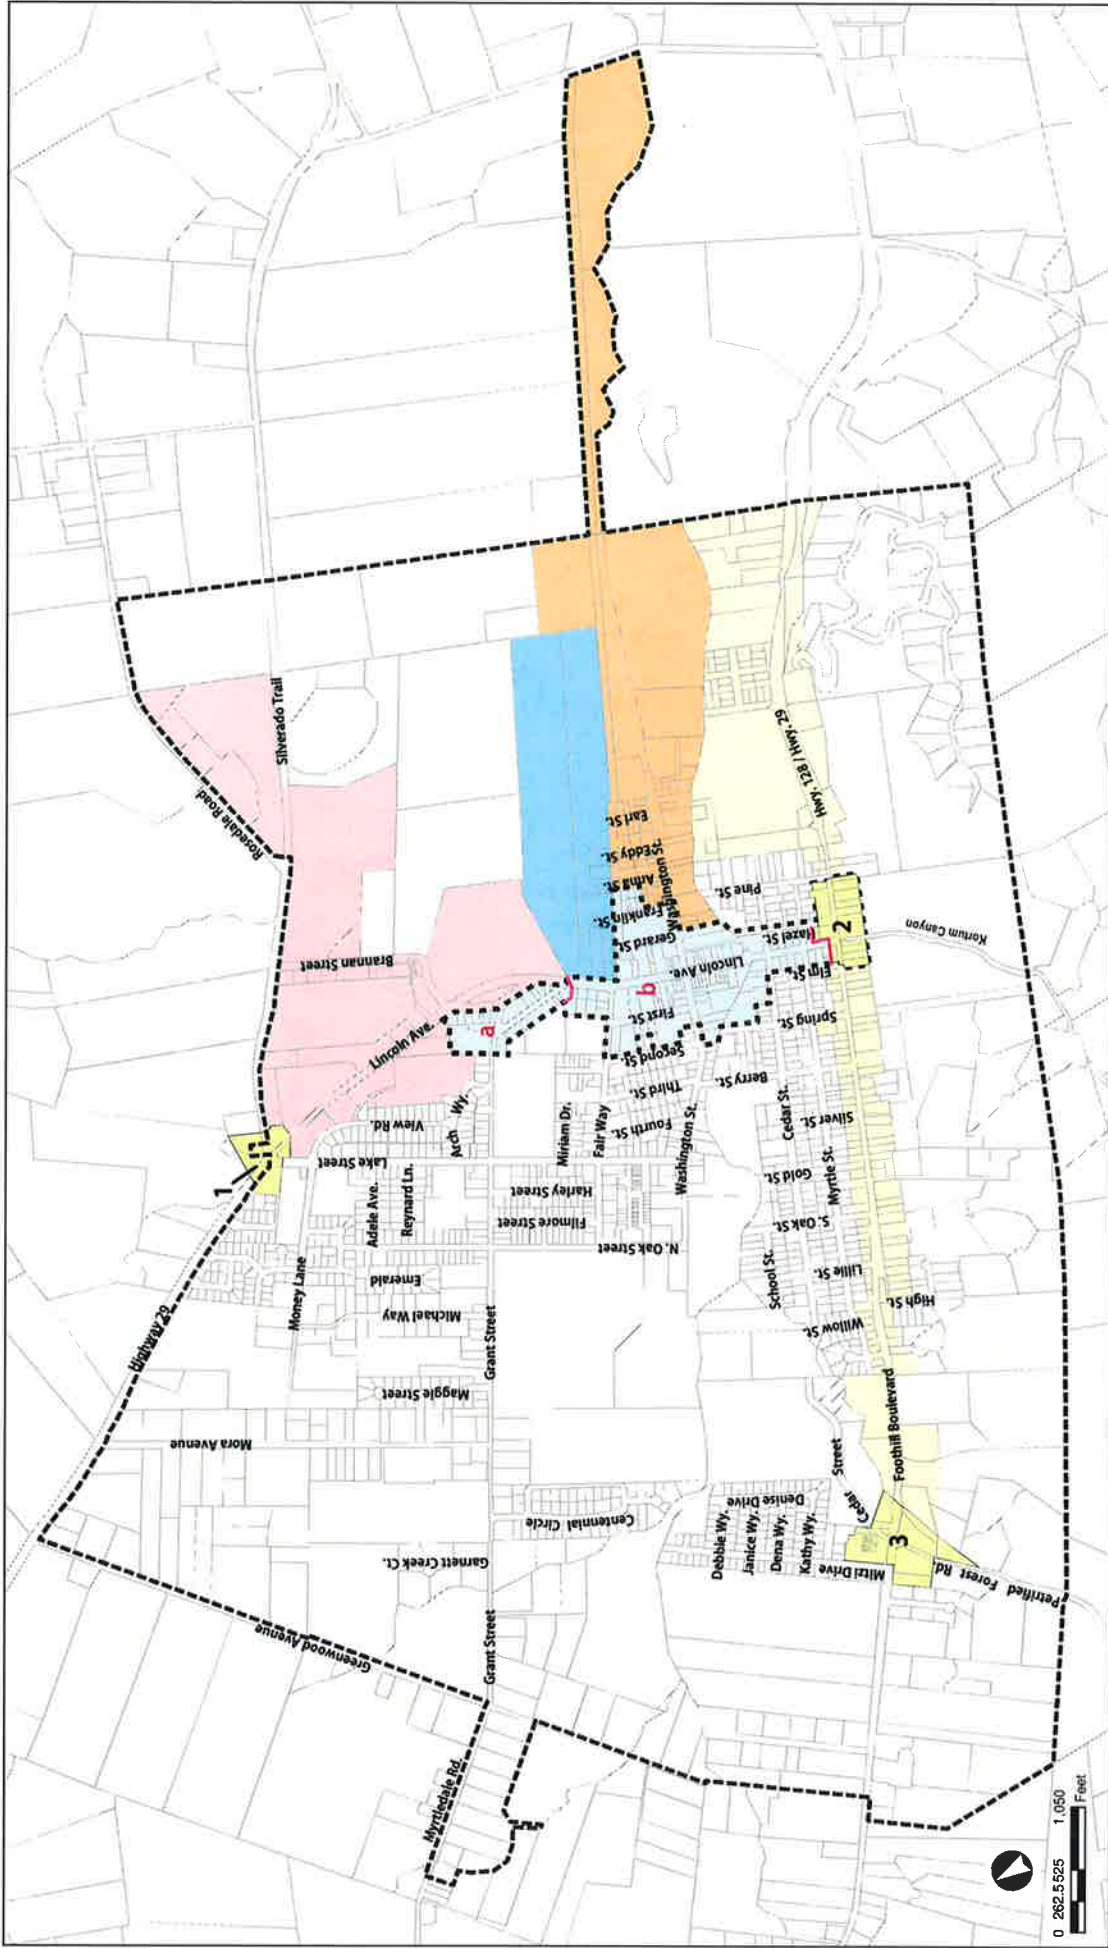 Rosedale Road
Silverado Trail
Brannan Street
Lincoln Ave.
1
Highway 29
Lake Street
View Rd.
Arch Wy.
Adele Ave.
Reynard Ln.
Money Lane
Emerald
Michael Way
Maggie Street
Mora Avenue
Grant Street
Harley Street
Filmore Street
N. Oak Street
Miriam Dr.
Fair Way
Fourth St.
Third St.
Second St.
First St.
Washington St.
a
b
Earl St.
Eddy St.
Anna St.
Franklin St.
Washington St.
Gerard St
Lincoln Ave.
Pine St.
Hazel St.
Elm St.
Spring St.
Berry St.
Cedar St.
Silver St.
Gold St.
Myrtle St.
S. Oak St.
School St.
Lillie St.
Willow St.
High St.
Hwy. 128 / Hwy. 29
2
Kortum Canyon
Foothill Boulevard
Cedar Street
Centennial Circle
Garnett Creek Ct.
Denise Drive
Debbie Wy.
Janice Wy.
Dena Wy.
Kathy Wy.
Mitzi Drive
3
Petrified Forest Rd.
Greenwood Avenue
Grant Street
Myrtledale Rd.
0 262.5 525 1,050
Feet